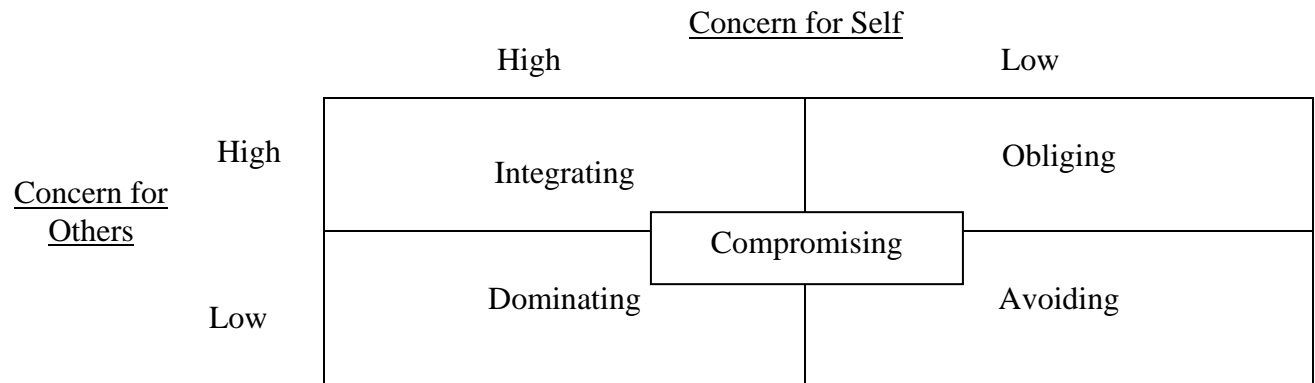 Concern for Self
High Low
High
Integrating
Obliging
Concern for
Others
Compromising
Low
Dominating
Avoiding